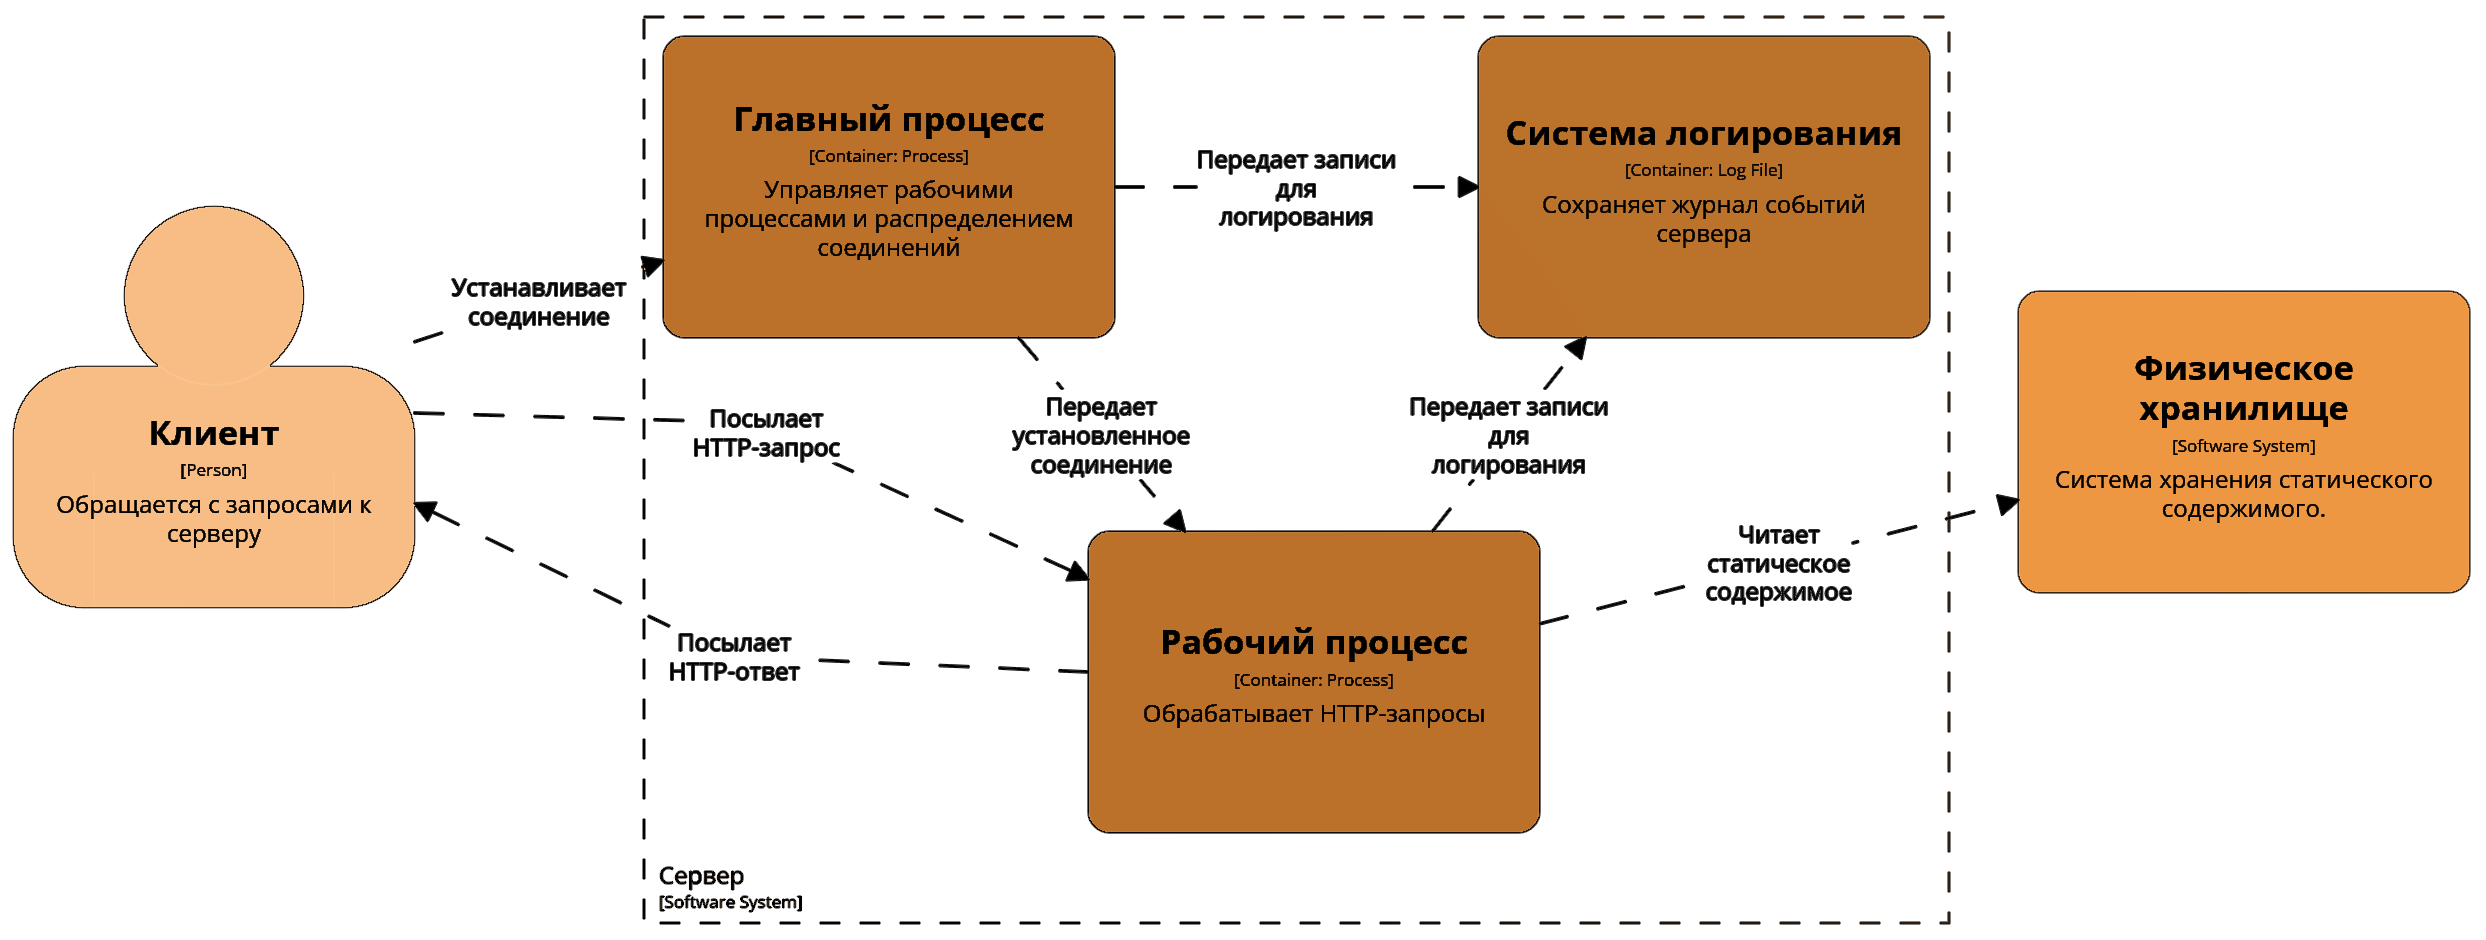 Главный процесс
[Container: Process]
Управляет рабочими
процессами и распределением
соединений
Передает записи
для
логирования
Система логирования
[Container: Log File]
Сохраняет журнал событий
сервера
Устанавливает
соединение
Клиент
[Person]
Обращается с запросами к
серверу
Посылает
HTTP-запрос
Передает
установленное
соединение
Передает записи
для
логирования
Физическое
хранилище
[Software System]
Система хранения статического
содержимого.
Читает
статическое
содержимое
Посылает
HTTP-ответ
Рабочий процесс
[Container: Process]
Обрабатывает HTTP-запросы
Сервер
[Software System]